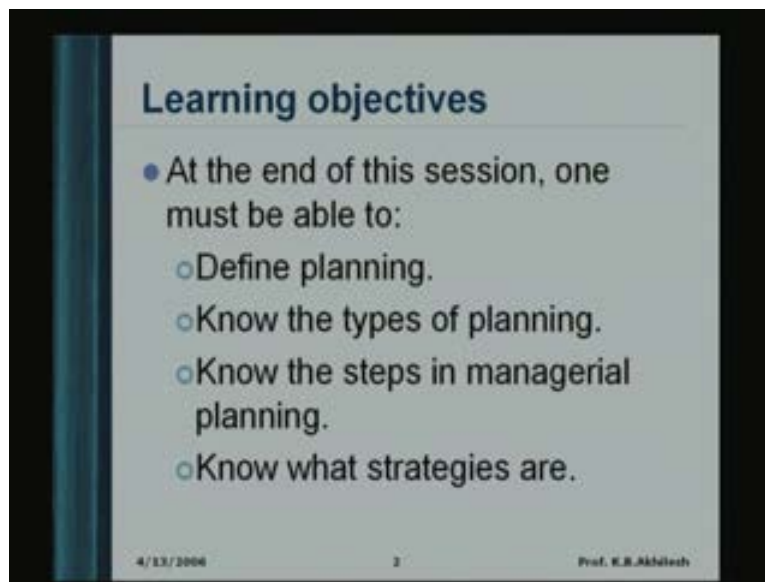 Learning objectives
At the end of this session, one
must be able to:
Define planning.
Know the types of planning.
Know the steps in managerial
planning.
Know what strategies are.
4/13/2006 2 Prof. K.B.Akhilesh